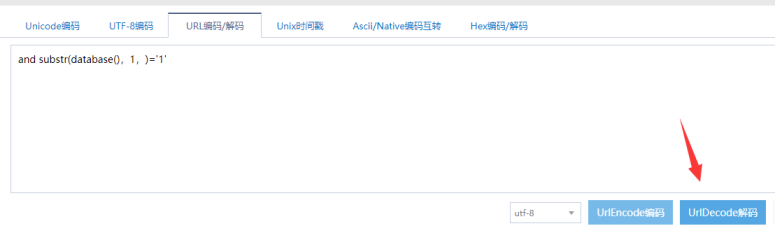 Unicode编码 UTF-8编码 URL编码/解码 Unix时间戳 Ascii/Native编码互转 Hex编码/解码
and substr(database()，1，)='1'
utf-8 UrlEncode编码 UrlDecode解码